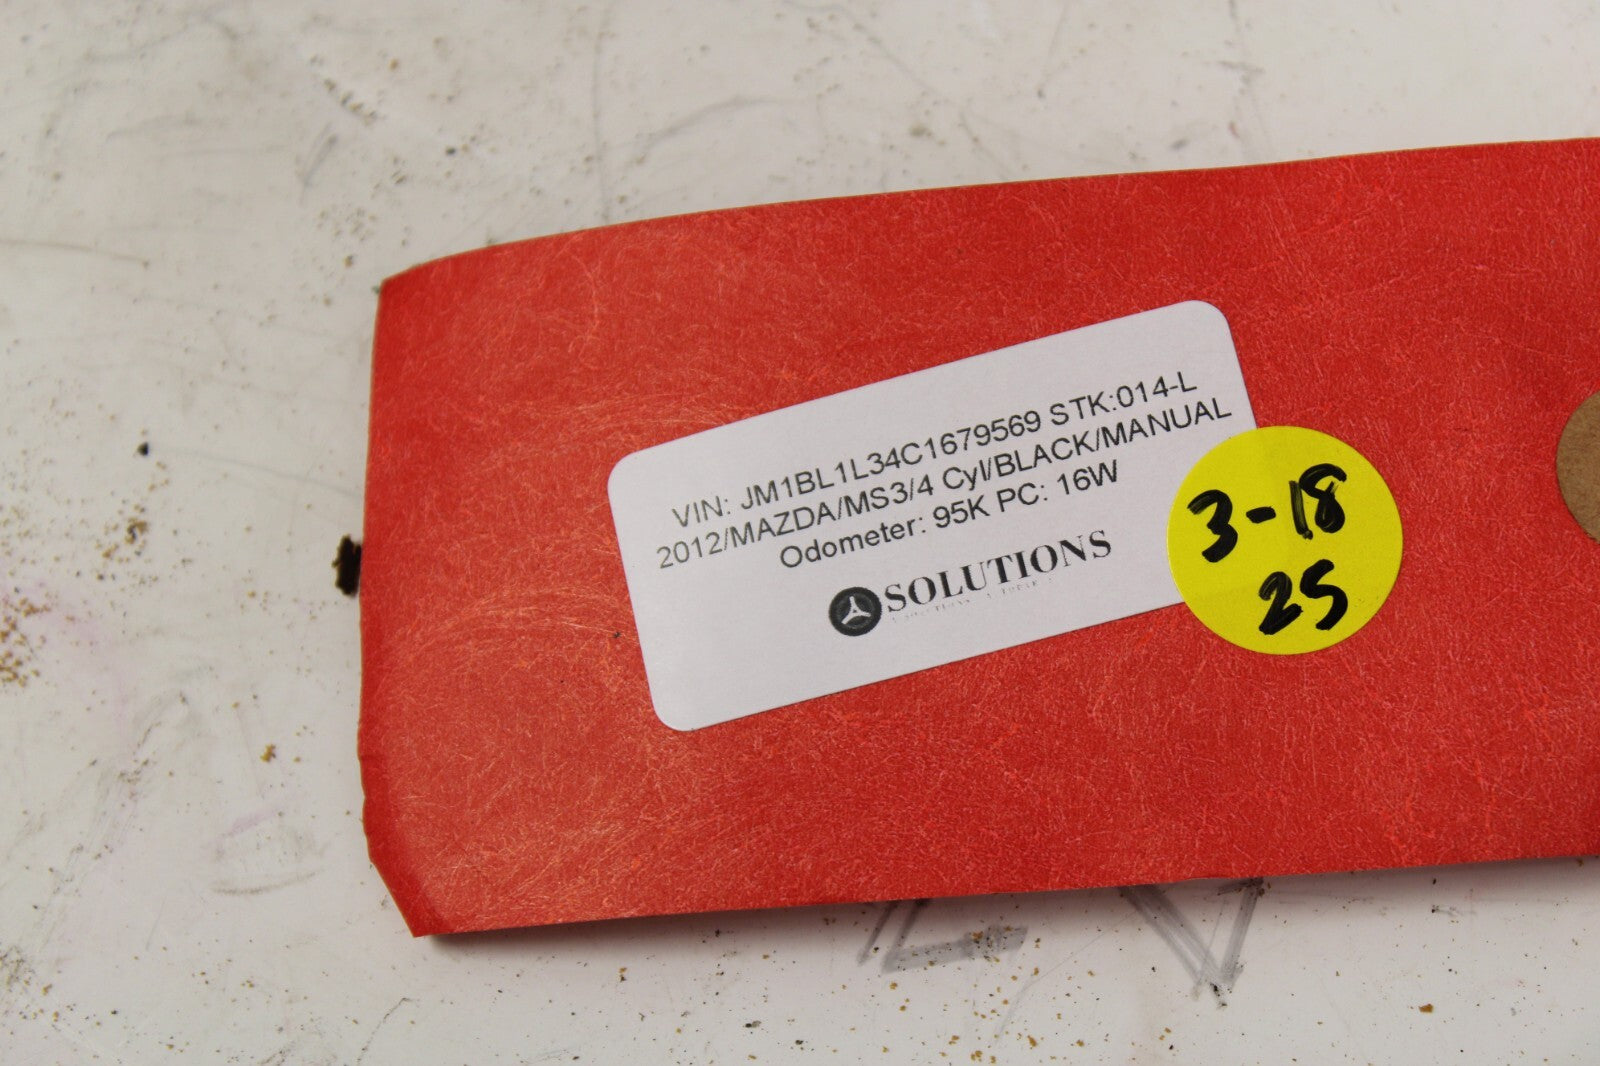 VIN: JM1BL1L34C1679569 STK:014-L
2012/MAZDA/MS3/4 Cyl/BLACK/MANUAL
Odometer: 95K PC: 16W
SOLUTIONS
3-18
25